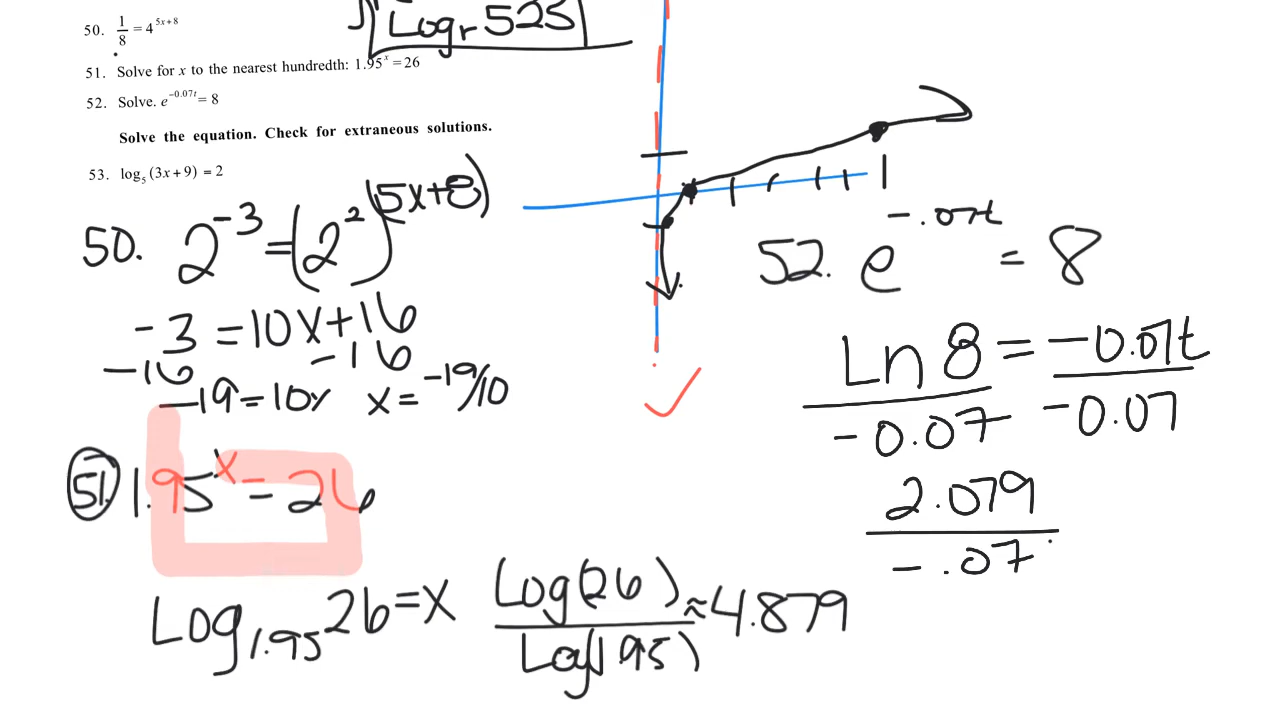 50. 1/8 = 4^(5x+8)
51. Solve for x to the nearest hundredth: 1.95^x = 26
52. Solve. e^(−0.07t) = 8
Solve the equation. Check for extraneous solutions.
53. log₅ (3x + 9) = 2
Log 525
50. 2^-3 = (2^2)^(5x+8)
-3 = 10x+16
-16 -16
-19 = 10x x = -19/10
51. 1.95^x = 26
Log_1.95 26 = x Log(26) / Log(1.95) ≈ 4.879
52. e^-.07t = 8
Ln 8 = -0.07t
-0.07 -0.07
2.079
-.07